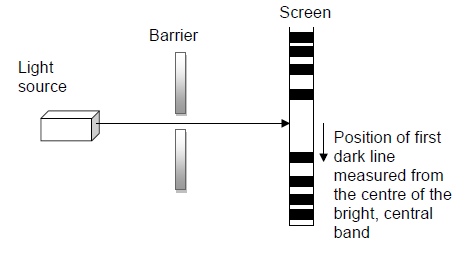 Screen
Barrier
Light
source
Position of first
dark line
measured from
the centre of the
bright, central
band